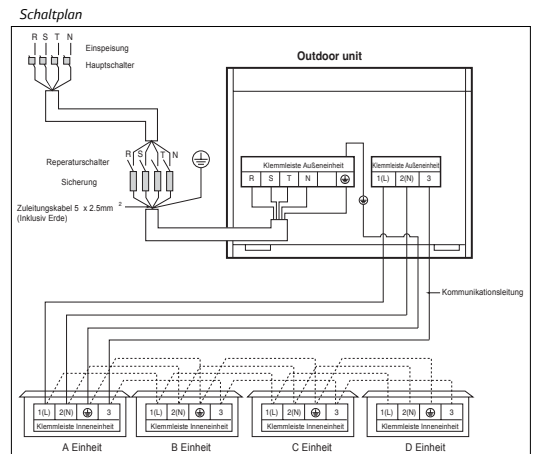 Schaltplan
R S T N
Einspeisung
Hauptschalter
Outdoor unit
Reperaturschalter
R S T N
Sicherung
Zuleitungskabel 5 x 2.5mm²
(Inklusiv Erde)
Klemmleiste Außeneinheit
R S T N
Klemmleiste Außeneinheit
1(L) 2(N) 3
Kommunikationsleitung
1(L) 2(N) 3
Klemmleiste Inneneinheit
A Einheit
1(L) 2(N) 3
Klemmleiste Inneneinheit
B Einheit
1(L) 2(N) 3
Klemmleiste Inneneinheit
C Einheit
1(L) 2(N) 3
Klemmleiste Inneneinheit
D Einheit